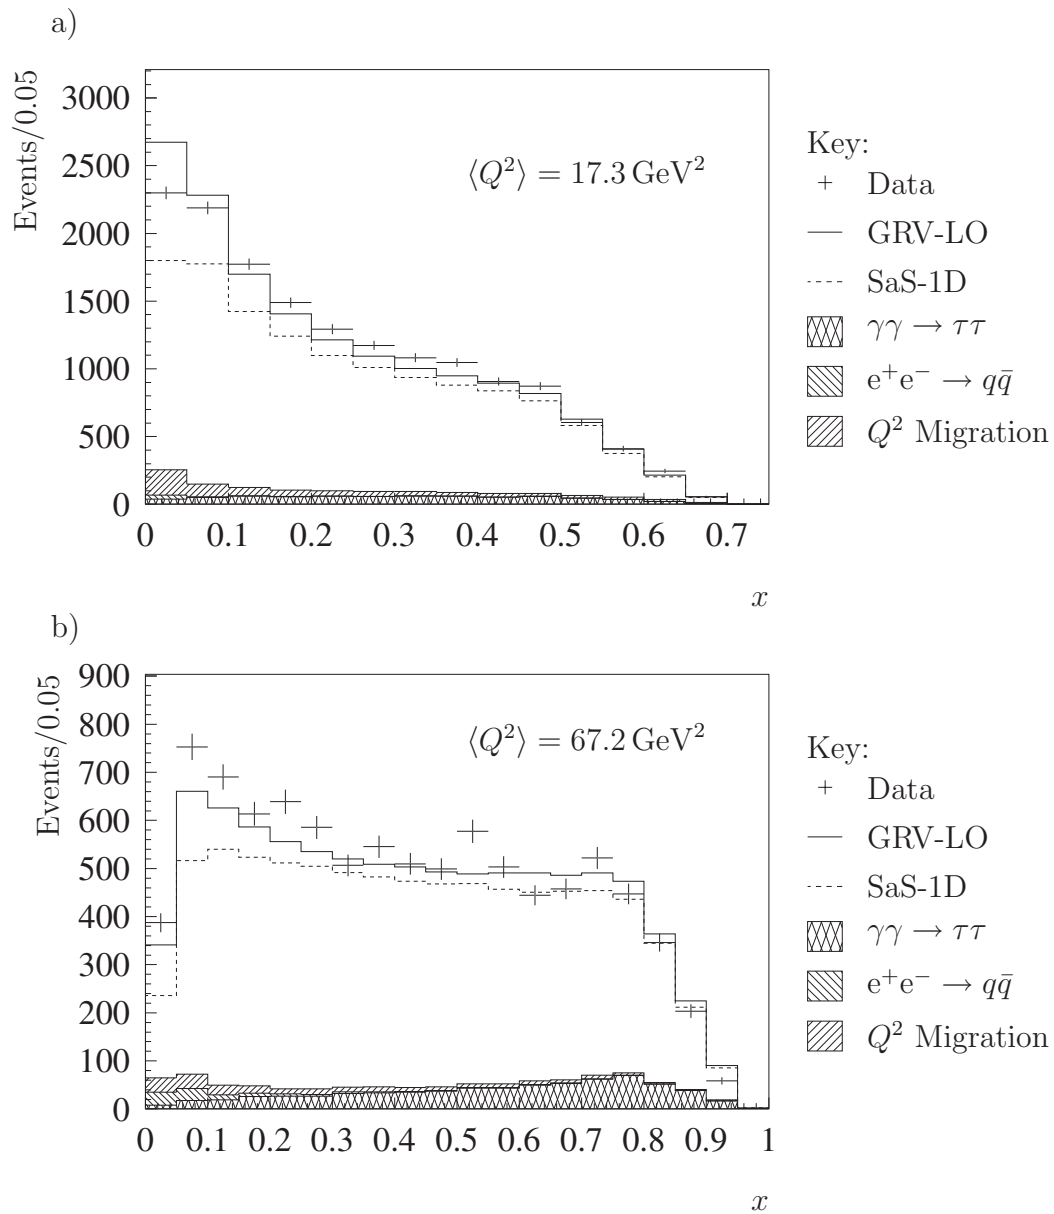 a)
Events/0.05
3000
2500
2000
1500
1000
500
0
⟨Q²⟩ = 17.3 GeV²
0 0.1 0.2 0.3 0.4 0.5 0.6 0.7
x
Key:
Data
GRV-LO
SaS-1D
γγ → ττ
e⁺e⁻ → qq̄
Q² Migration
b)
Events/0.05
900
800
700
600
500
400
300
200
100
0
⟨Q²⟩ = 67.2 GeV²
0 0.1 0.2 0.3 0.4 0.5 0.6 0.7 0.8 0.9 1
x
Key:
Data
GRV-LO
SaS-1D
γγ → ττ
e⁺e⁻ → qq̄
Q² Migration